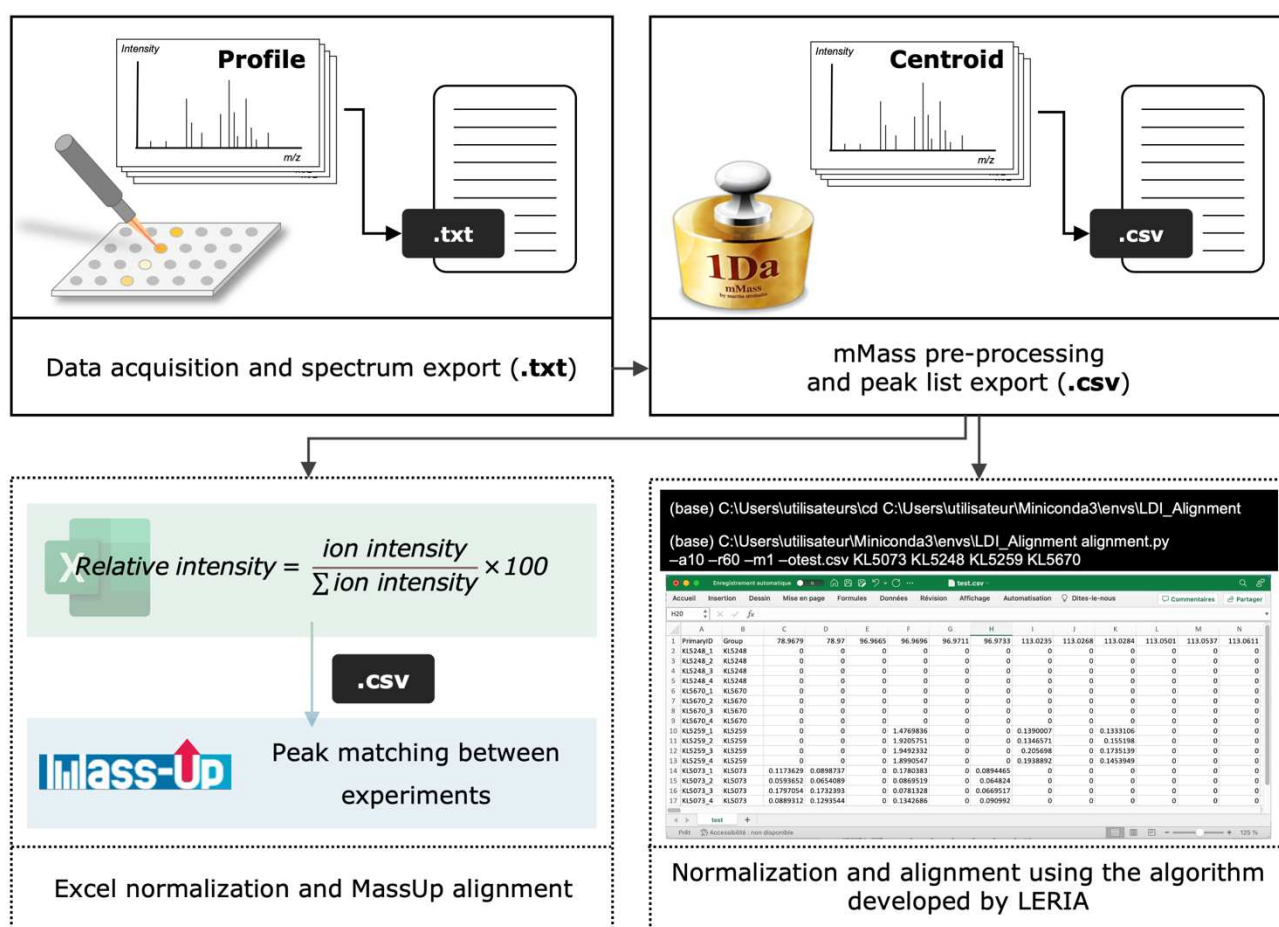 Intensity
Profile
m/z
.txt
Data acquisition and spectrum export (.txt)
Intensity
Centroid
m/z
1Da
mMass
by martin strohalm
.csv
mMass pre-processing
and peak list export (.csv)
X
Relative intensity = ion intensity / ∑ ion intensity ×100
.csv
Mass-Up
Peak matching between
experiments
Excel normalization and MassUp alignment
(base) C:\Users\utilisateurs\cd C:\Users\utilisateur\Miniconda3\envs\LDI_Alignment
(base) C:\Users\utilisateur\Miniconda3\envs\LDI_Alignment alignment.py
–a10 –r60 –m1 –otest.csv KL5073 KL5248 KL5259 KL5670
Enregistrement automatique test.csv
Accueil Insertion Dessin Mise en page Formules Données Révision Affichage Automatisation Dites-le-nous Commentaires Partager
H20 fx
A B C D E F G H I J K L M N
1 PrimaryID Group 78.9679 78.97 96.9665 96.9696 96.9711 96.9733 113.0235 113.0268 113.0284 113.0501 113.0537 113.0611
2 KL5248_1 KL5248 0 0 0 0 0 0 0 0 0 0 0 0
3 KL5248_2 KL5248 0 0 0 0 0 0 0 0 0 0 0 0
4 KL5248_3 KL5248 0 0 0 0 0 0 0 0 0 0 0 0
5 KL5248_4 KL5248 0 0 0 0 0 0 0 0 0 0 0 0
6 KL5670_1 KL5670 0 0 0 0 0 0 0 0 0 0 0 0
7 KL5670_2 KL5670 0 0 0 0 0 0 0 0 0 0 0 0
8 KL5670_3 KL5670 0 0 0 0 0 0 0 0 0 0 0 0
9 KL5670_4 KL5670 0 0 0 0 0 0 0 0 0 0 0 0
10 KL5259_1 KL5259 0 0 0 1.4769836 0 0 0.1390007 0 0.1333106 0 0 0
11 KL5259_2 KL5259 0 0 0 1.9205751 0 0 0.1346571 0 0.155198 0 0 0
12 KL5259_3 KL5259 0 0 0 1.9492332 0 0 0.205698 0 0.1735139 0 0 0
13 KL5259_4 KL5259 0 0 0 1.8990547 0 0 0.1938892 0 0.1453949 0 0 0
14 KL5073_1 KL5073 0.1173629 0.0898737 0 0.1780383 0 0.0894465 0 0 0 0 0 0
15 KL5073_2 KL5073 0.0593652 0.0654089 0 0.0869519 0 0.064824 0 0 0 0 0 0
16 KL5073_3 KL5073 0.1797054 0.1732393 0 0.0781328 0 0.0669517 0 0 0 0 0 0
17 KL5073_4 KL5073 0.0889312 0.1293544 0 0.1342686 0 0.090992 0 0 0 0 0 0
test +
Prêt Accessibilité : non disponible 125 %
Normalization and alignment using the algorithm
developed by LERIA